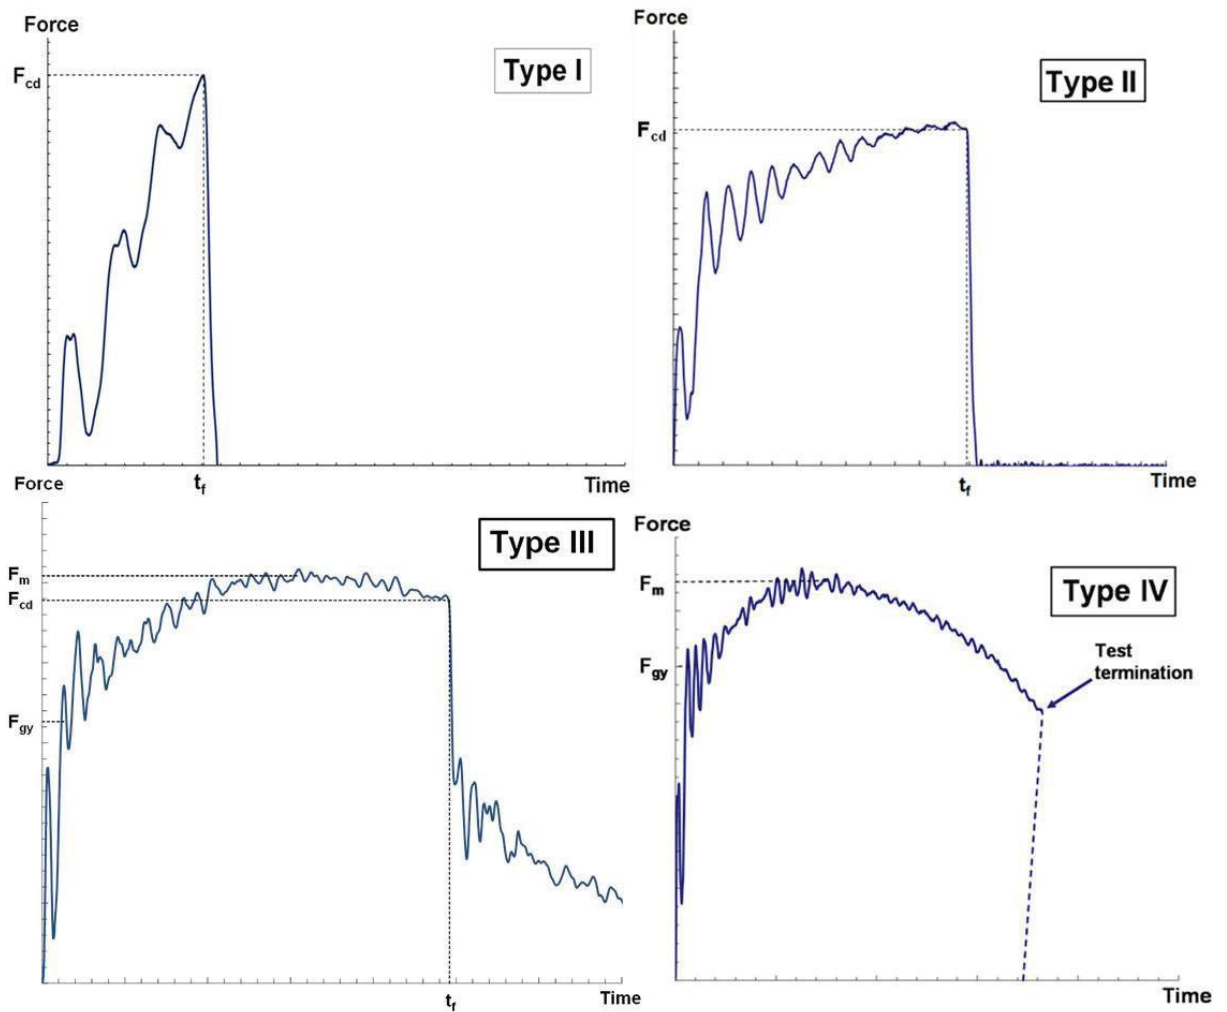 Force
Type I
F_cd
t_f
Time
Force
Type II
F_cd
t_f
Time
Force
Type III
F_m
F_cd
F_gy
t_f
Time
Force
Type IV
F_m
F_gy
Test
termination
Time